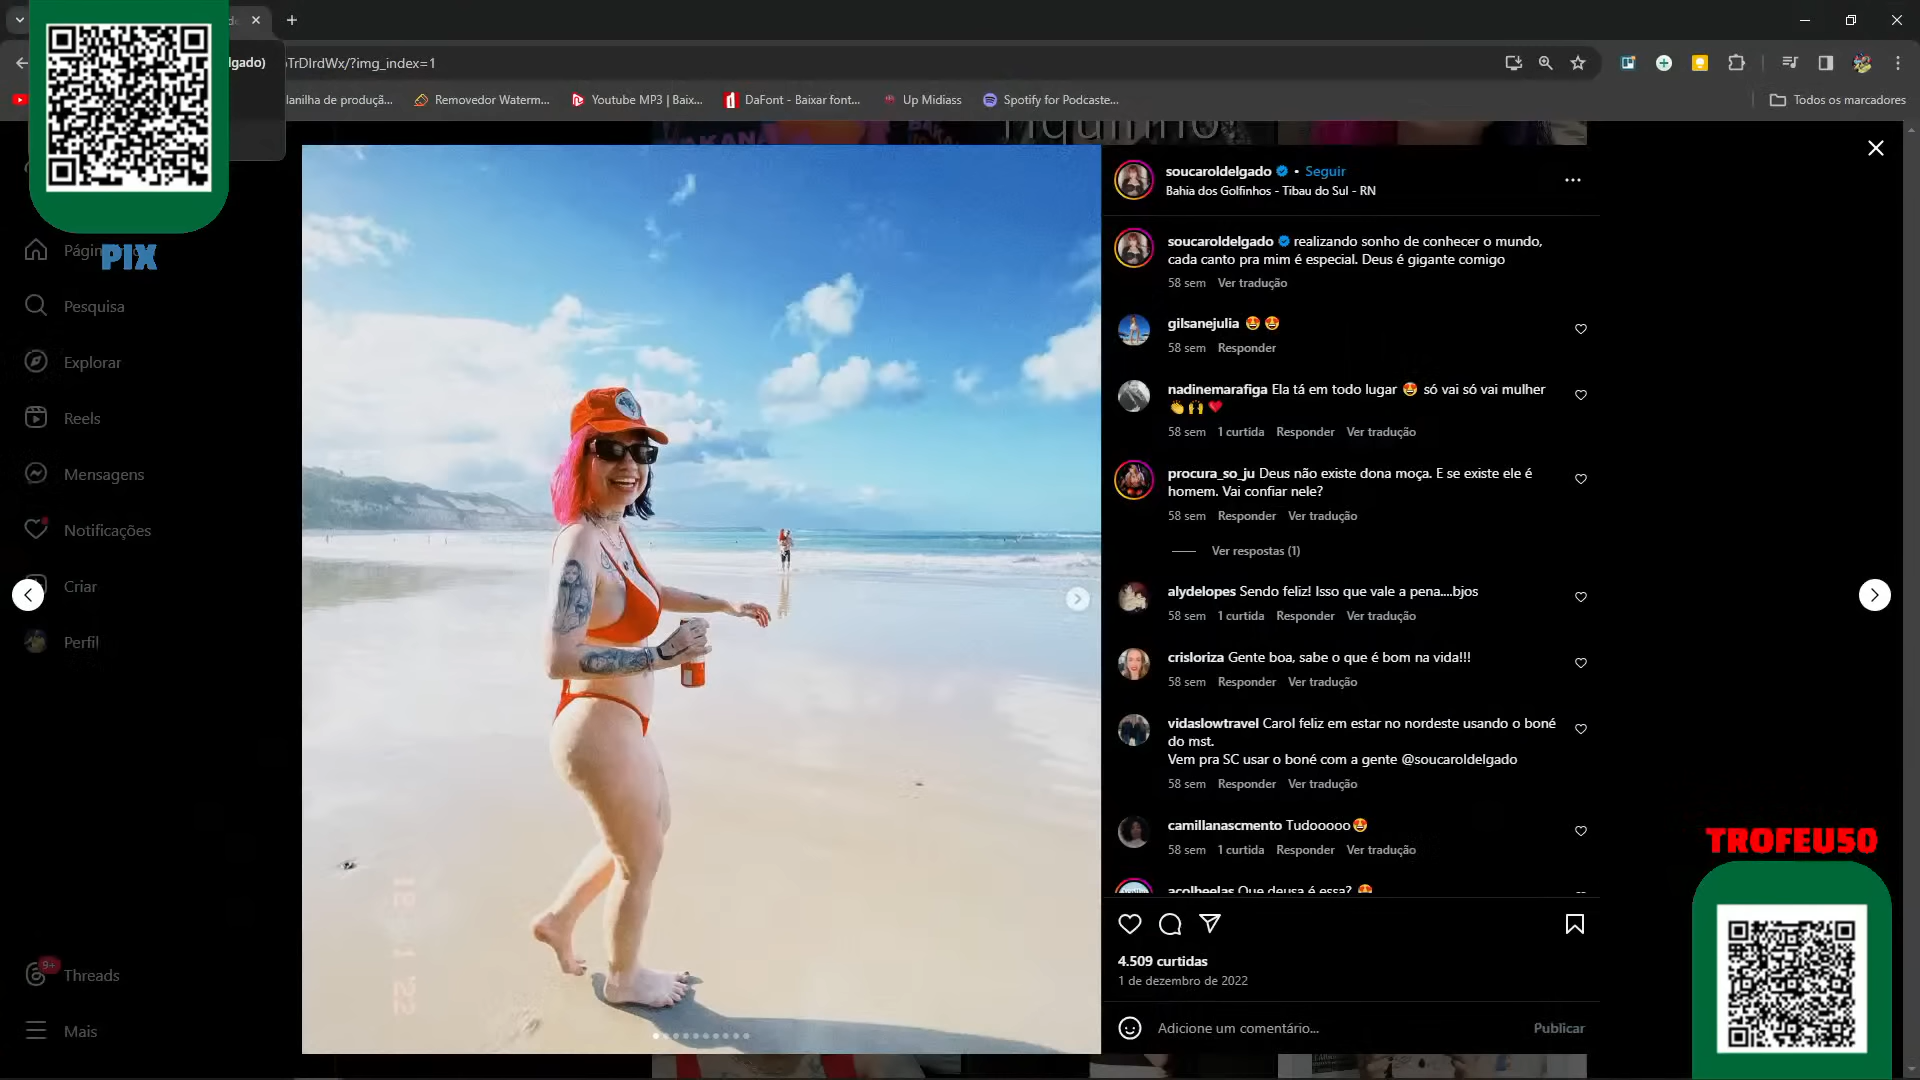 lgado)
TrDIrdWx/?img_index=1
lanilha de produçã...
Removedor Waterm...
Youtube MP3 | Baix...
DaFont - Baixar font...
Up Midiass
Spotify for Podcaste...
Todos os marcadores
PIX
Pesquisa
Explorar
Reels
Mensagens
Notificações
Criar
Perfil
9+
Threads
Mais
soucaroldelgado • Seguir
Bahia dos Golfinhos - Tibau do Sul - RN
soucaroldelgado realizando sonho de conhecer o mundo,
cada canto pra mim é especial. Deus é gigante comigo
58 sem Ver tradução
gilsanejulia 🤩🤩
58 sem Responder
nadinemarafiga Ela tá em todo lugar 🤩 só vai só vai mulher
👏🙌❤️
58 sem 1 curtida Responder Ver tradução
procura_so_ju Deus não existe dona moça. E se existe ele é
homem. Vai confiar nele?
58 sem Responder Ver tradução
Ver respostas (1)
alydelopes Sendo feliz! Isso que vale a pena....bjos
58 sem 1 curtida Responder Ver tradução
crisloriza Gente boa, sabe o que é bom na vida!!!
58 sem Responder Ver tradução
vidaslowtravel Carol feliz em estar no nordeste usando o boné
do mst.
Vem pra SC usar o boné com a gente @soucaroldelgado
58 sem Responder Ver tradução
camillanascmento Tudooooo🤩
58 sem 1 curtida Responder Ver tradução
acolheelas Que deusa é essa? 🤩
4.509 curtidas
1 de dezembro de 2022
Adicione um comentário...
Publicar
TROFEU50